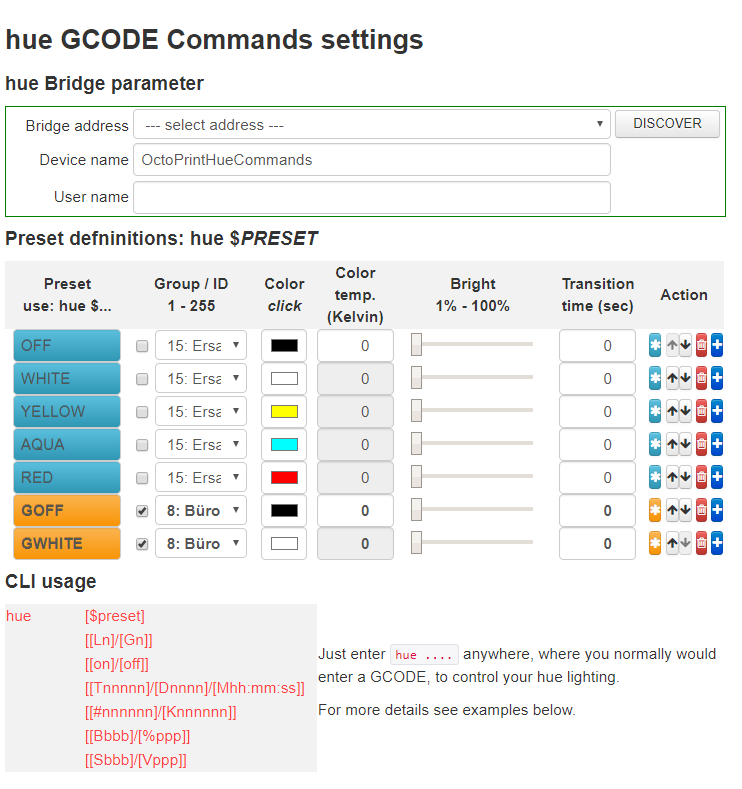 hue GCODE Commands settings
hue Bridge parameter
Bridge address --- select address --- DISCOVER
Device name OctoPrintHueCommands
User name
Preset defninitions: hue $PRESET
Preset use: hue $... Group / ID 1 - 255 Color click Color temp. (Kelvin) Bright 1% - 100% Transition time (sec) Action
OFF 15: Ersa 0 0
WHITE 15: Ersa 0 0
YELLOW 15: Ersa 0 0
AQUA 15: Ersa 0 0
RED 15: Ersa 0 0
GOFF 8: Büro 0 0
GWHITE 8: Büro 0 0
CLI usage
hue [$preset]
[[Ln]/[Gn]]
[[on]/[off]]
[[Tnnnnn]/[Dnnnn]/[Mhh:mm:ss]]
[[#nnnnnn]/[Knnnnnn]]
[[Bbbb]/[%ppp]]
[[Sbbb]/[Vppp]]
Just enter hue .... anywhere, where you normally would
enter a GCODE, to control your hue lighting.
For more details see examples below.